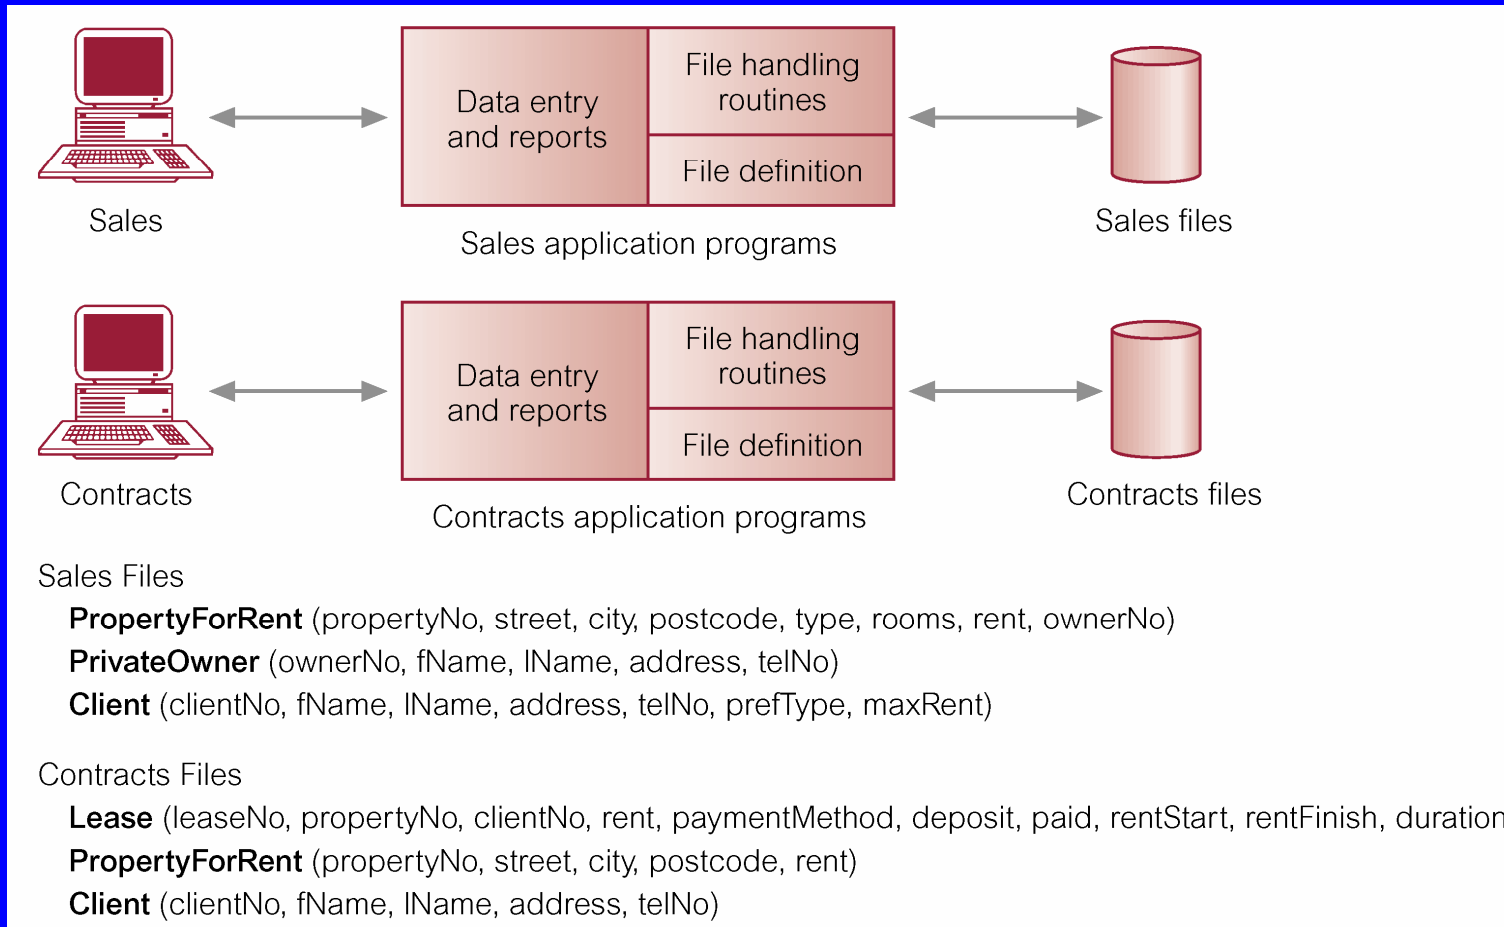 Data entry
and reports
File handling
routines
File definition
Sales
Sales application programs
Sales files
Data entry
and reports
File handling
routines
File definition
Contracts
Contracts application programs
Contracts files
Sales Files
PropertyForRent (propertyNo, street, city, postcode, type, rooms, rent, ownerNo)
PrivateOwner (ownerNo, fName, lName, address, telNo)
Client (clientNo, fName, lName, address, telNo, prefType, maxRent)
Contracts Files
Lease (leaseNo, propertyNo, clientNo, rent, paymentMethod, deposit, paid, rentStart, rentFinish, duration
PropertyForRent (propertyNo, street, city, postcode, rent)
Client (clientNo, fName, lName, address, telNo)